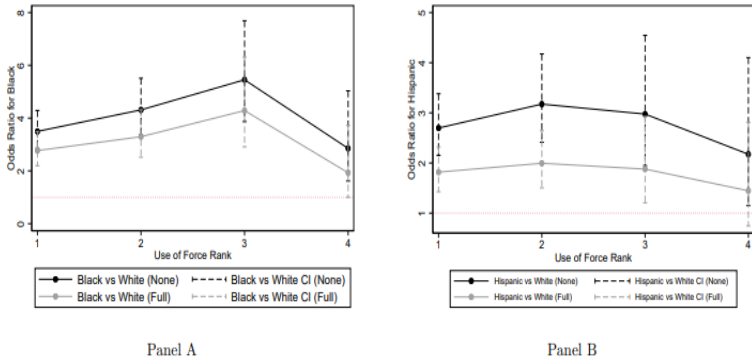 Odds Ratio for Black
0
2
4
6
8
1
2
3
4
Use of Force Rank
Black vs White (None)
Black vs White CI (None)
Black vs White (Full)
Black vs White CI (Full)
Panel A
Odds Ratio for Hispanic
1
2
3
4
5
1
2
3
4
Use of Force Rank
Hispanic vs White (None)
Hispanic vs White CI (None)
Hispanic vs White (Full)
Hispanic vs White CI (Full)
Panel B